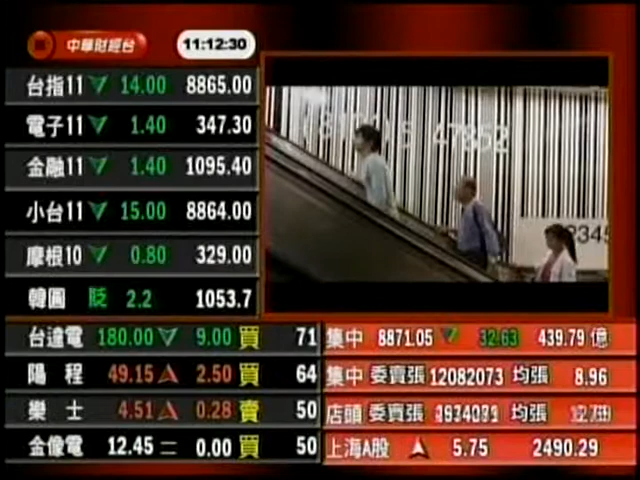 中華財經台 11:12:30
台指11 ▽ 14.00 8865.00
電子11 ▽ 1.40 347.30
金融11 ▽ 1.40 1095.40
小台11 ▽ 15.00 8864.00
摩根10 ▽ 0.80 329.00
韓圓 貶 2.2 1053.7
47852
2345
台達電 180.00 ▽ 9.00 買 71
陽程 49.15 △ 2.50 買 64
樂士 4.51 △ 0.28 賣 50
金像電 12.45 二 0.00 買 50
集中 8871.05 ▽ 32.63 439.79 億
集中 委賣張 12082073 均張 8.96
店頭 委賣張 均張
上海A股 △ 5.75 2490.29